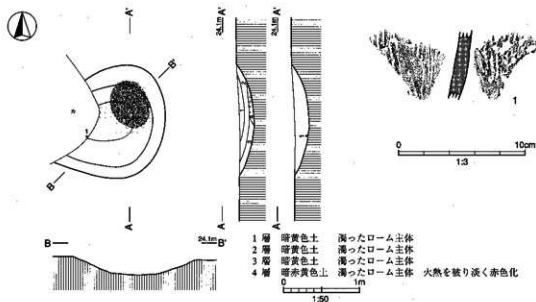 A'
24.1m
24.1m
B'
1
1
0 10cm
1:3
B
A
A
A
B
24.1m
B'
1層 暗黄色土 濁ったローム主体
2層 暗黄色土 濁ったローム主体
3層 暗黄色土 濁ったローム主体
4層 暗赤黄色土 濁ったローム主体 火熱を被り淡く赤色化
0 1m
1:50